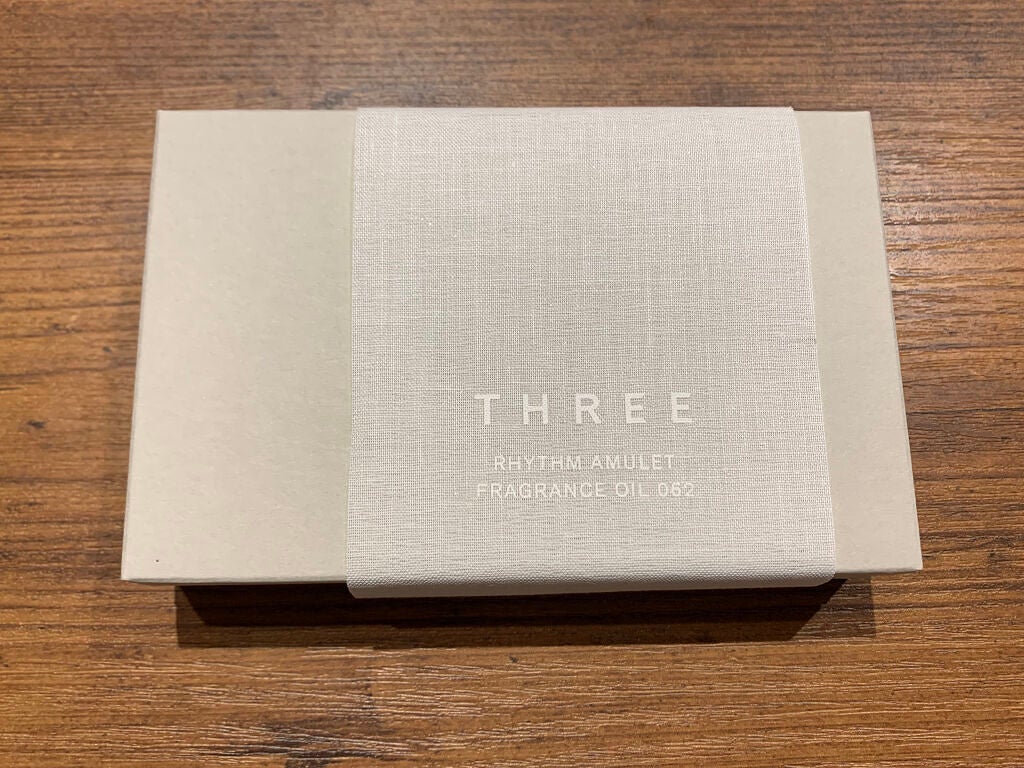 THREE
RHYTHM AMULET
FRAGRANCE OIL 052